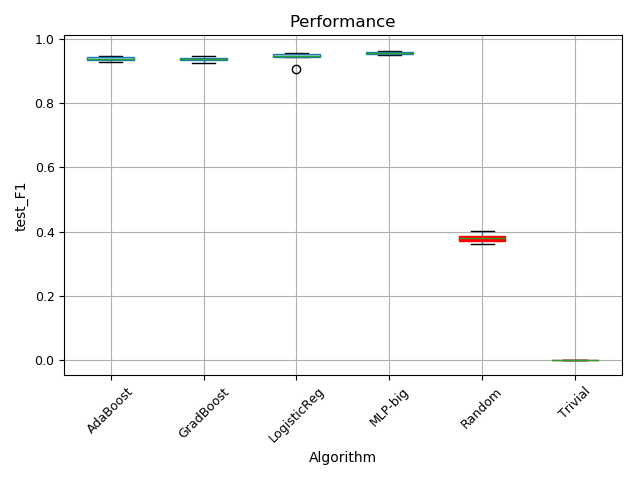 Performance
1.0
0.8
0.6
0.4
0.2
0.0
test_F1
AdaBoost
GradBoost
LogisticReg
MLP-big
Random
Trivial
Algorithm